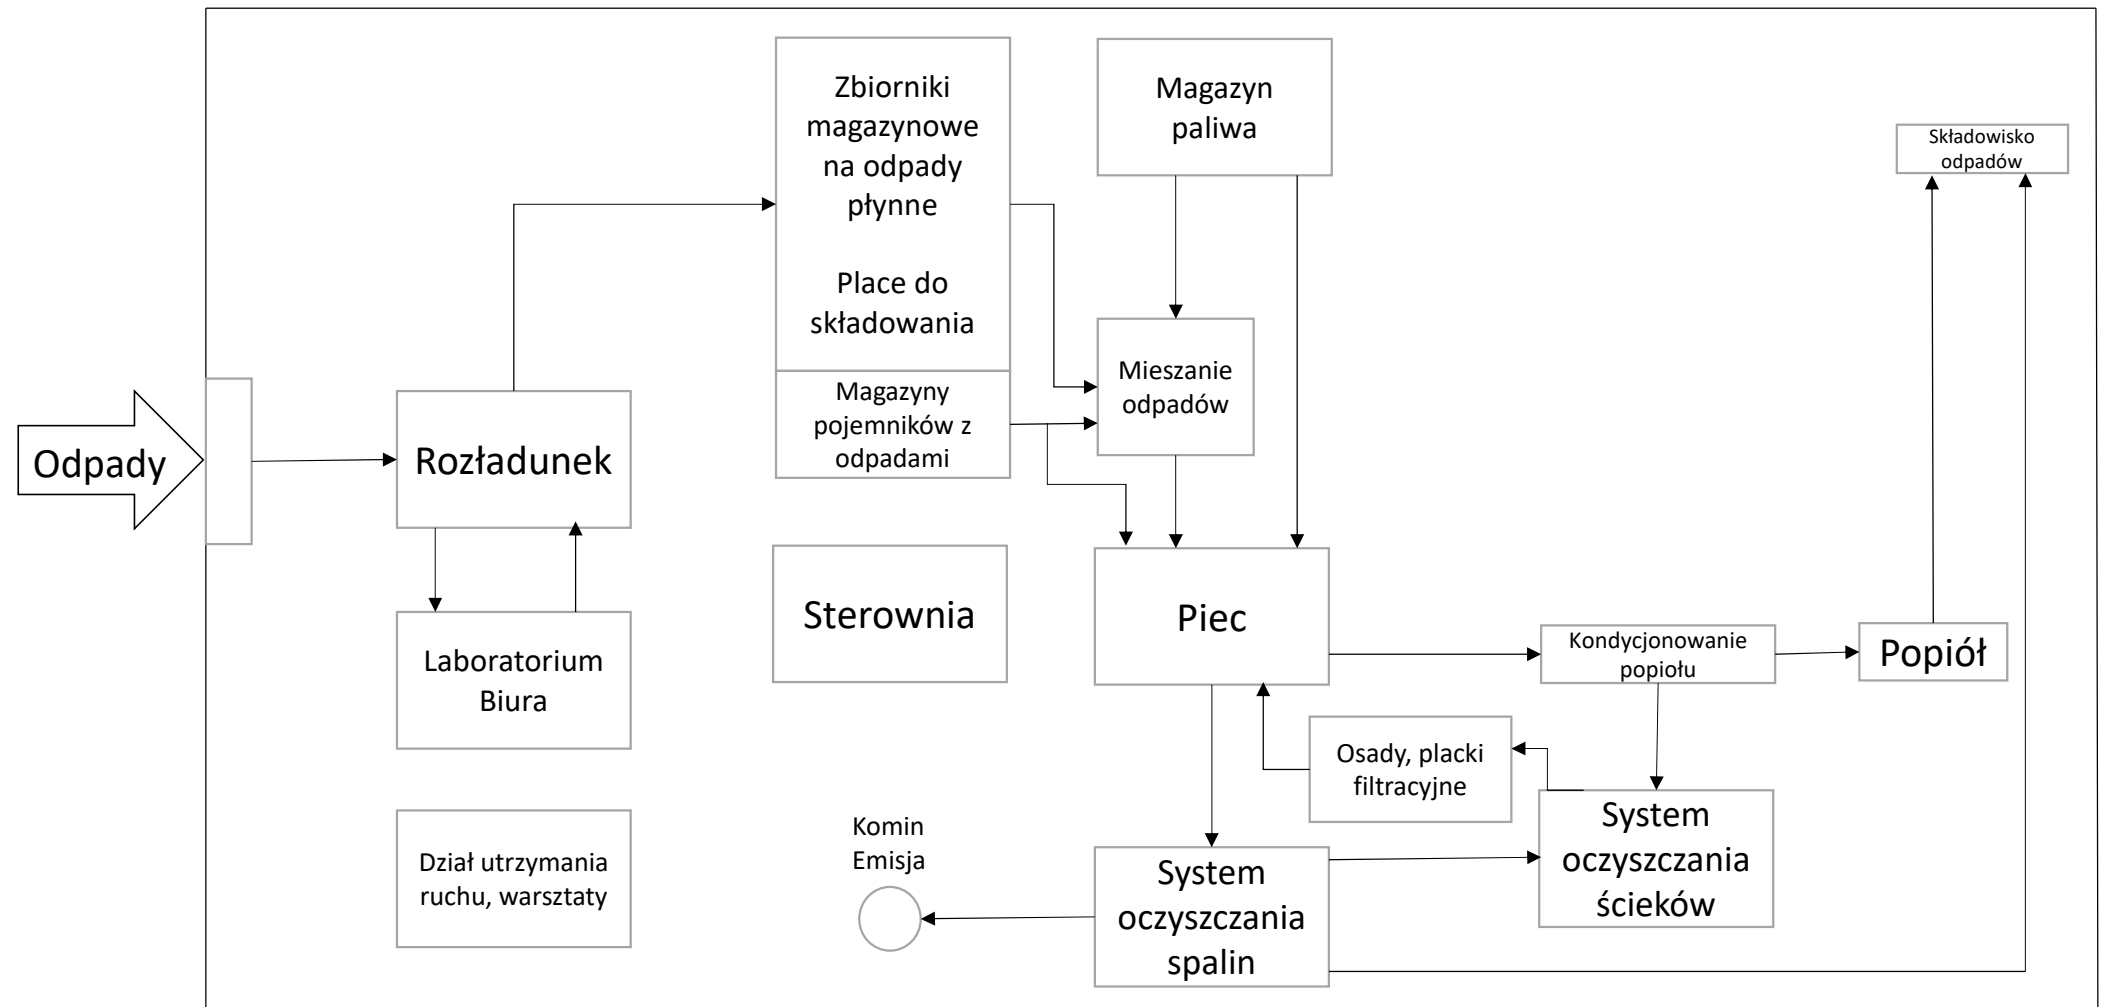 Zbiorniki
magazynowe
na odpady
płynne
Place do
składowania
Magazyny
pojemników z
odpadami
Magazyn
paliwa
Składowisko
odpadów
Mieszanie
odpadów
Odpady
Rozładunek
Laboratorium
Biura
Sterownia
Piec
Kondycjonowanie
popiołu
Popiół
Osady, placki
filtracyjne
System
oczyszczania
ścieków
Dział utrzymania
ruchu, warsztaty
Komin
Emisja
System
oczyszczania
spalin